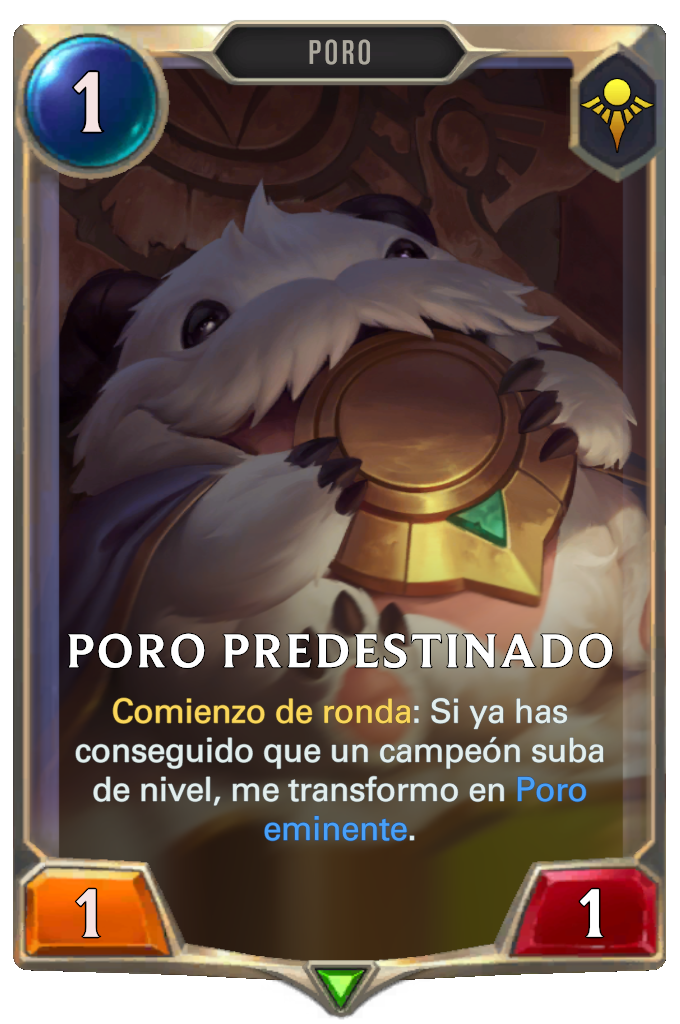 PORO
1
PORO PREDESTINADO
Comienzo de ronda: Si ya has
conseguido que un campeón suba
de nivel, me transformo en Poro
eminente.
1
1